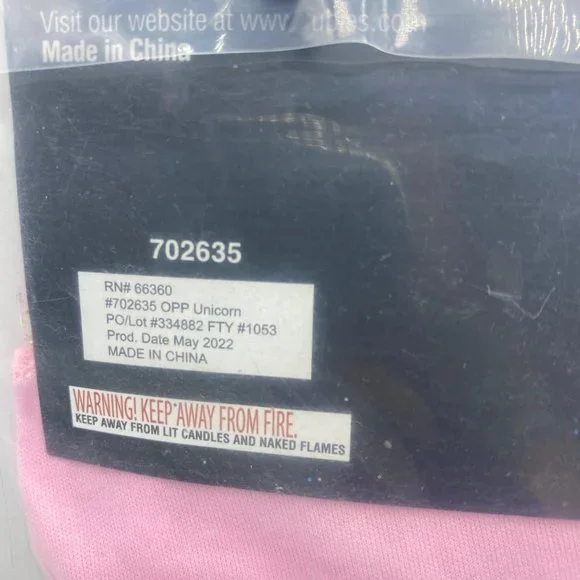 Visit our website at
Made in China
702635
RN# 66360
#702635 OPP Unicorn
PO/Lot #334882 FTY #1053
Prod. Date May 2022
MADE IN CHINA
WARNING! KEEP AWAY FROM FIRE.
KEEP AWAY FROM LIT CANDLES AND NAKED FLAMES